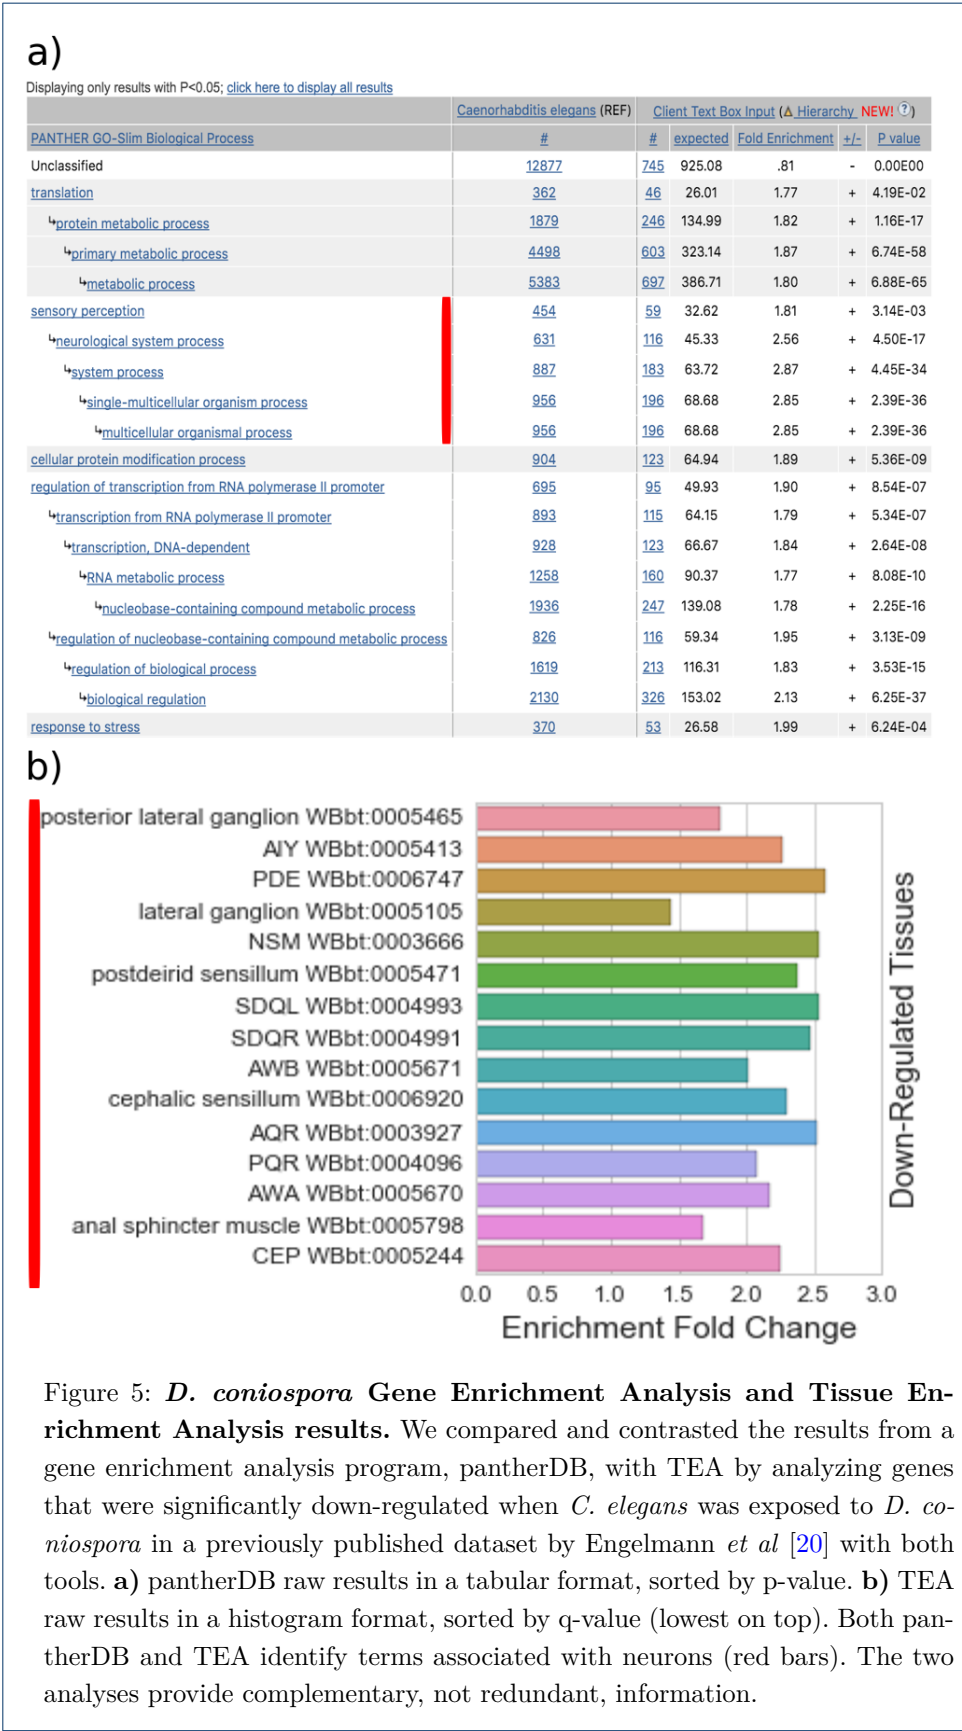 a)
Displaying only results with P<0.05; click here to display all results
Caenorhabditis elegans (REF) Client Text Box Input (Δ Hierarchy NEW! ?)
PANTHER GO-Slim Biological Process # # expected Fold Enrichment +/- P value
Unclassified 12877 745 925.08 .81 - 0.00E00
translation 362 46 26.01 1.77 + 4.19E-02
↳protein metabolic process 1879 246 134.99 1.82 + 1.16E-17
↳primary metabolic process 4498 603 323.14 1.87 + 6.74E-58
↳metabolic process 5383 697 386.71 1.80 + 6.88E-65
sensory perception 454 59 32.62 1.81 + 3.14E-03
↳neurological system process 631 116 45.33 2.56 + 4.50E-17
↳system process 887 183 63.72 2.87 + 4.45E-34
↳single-multicellular organism process 956 196 68.68 2.85 + 2.39E-36
↳multicellular organismal process 956 196 68.68 2.85 + 2.39E-36
cellular protein modification process 904 123 64.94 1.89 + 5.36E-09
regulation of transcription from RNA polymerase II promoter 695 95 49.93 1.90 + 8.54E-07
↳transcription from RNA polymerase II promoter 893 115 64.15 1.79 + 5.34E-07
↳transcription, DNA-dependent 928 123 66.67 1.84 + 2.64E-08
↳RNA metabolic process 1258 160 90.37 1.77 + 8.08E-10
↳nucleobase-containing compound metabolic process 1936 247 139.08 1.78 + 2.25E-16
↳regulation of nucleobase-containing compound metabolic process 826 116 59.34 1.95 + 3.13E-09
↳regulation of biological process 1619 213 116.31 1.83 + 3.53E-15
↳biological regulation 2130 326 153.02 2.13 + 6.25E-37
response to stress 370 53 26.58 1.99 + 6.24E-04
b)
posterior lateral ganglion WBbt:0005465
AIY WBbt:0005413
PDE WBbt:0006747
lateral ganglion WBbt:0005105
NSM WBbt:0003666
postdeirid sensillum WBbt:0005471
SDQL WBbt:0004993
SDQR WBbt:0004991
AWB WBbt:0005671
cephalic sensillum WBbt:0006920
AQR WBbt:0003927
PQR WBbt:0004096
AWA WBbt:0005670
anal sphincter muscle WBbt:0005798
CEP WBbt:0005244
Down-Regulated Tissues
0.0 0.5 1.0 1.5 2.0 2.5 3.0
Enrichment Fold Change
Figure 5: D. coniospora Gene Enrichment Analysis and Tissue En-
richment Analysis results. We compared and contrasted the results from a
gene enrichment analysis program, pantherDB, with TEA by analyzing genes
that were significantly down-regulated when C. elegans was exposed to D. co-
niospora in a previously published dataset by Engelmann et al [20] with both
tools. a) pantherDB raw results in a tabular format, sorted by p-value. b) TEA
raw results in a histogram format, sorted by q-value (lowest on top). Both pan-
therDB and TEA identify terms associated with neurons (red bars). The two
analyses provide complementary, not redundant, information.